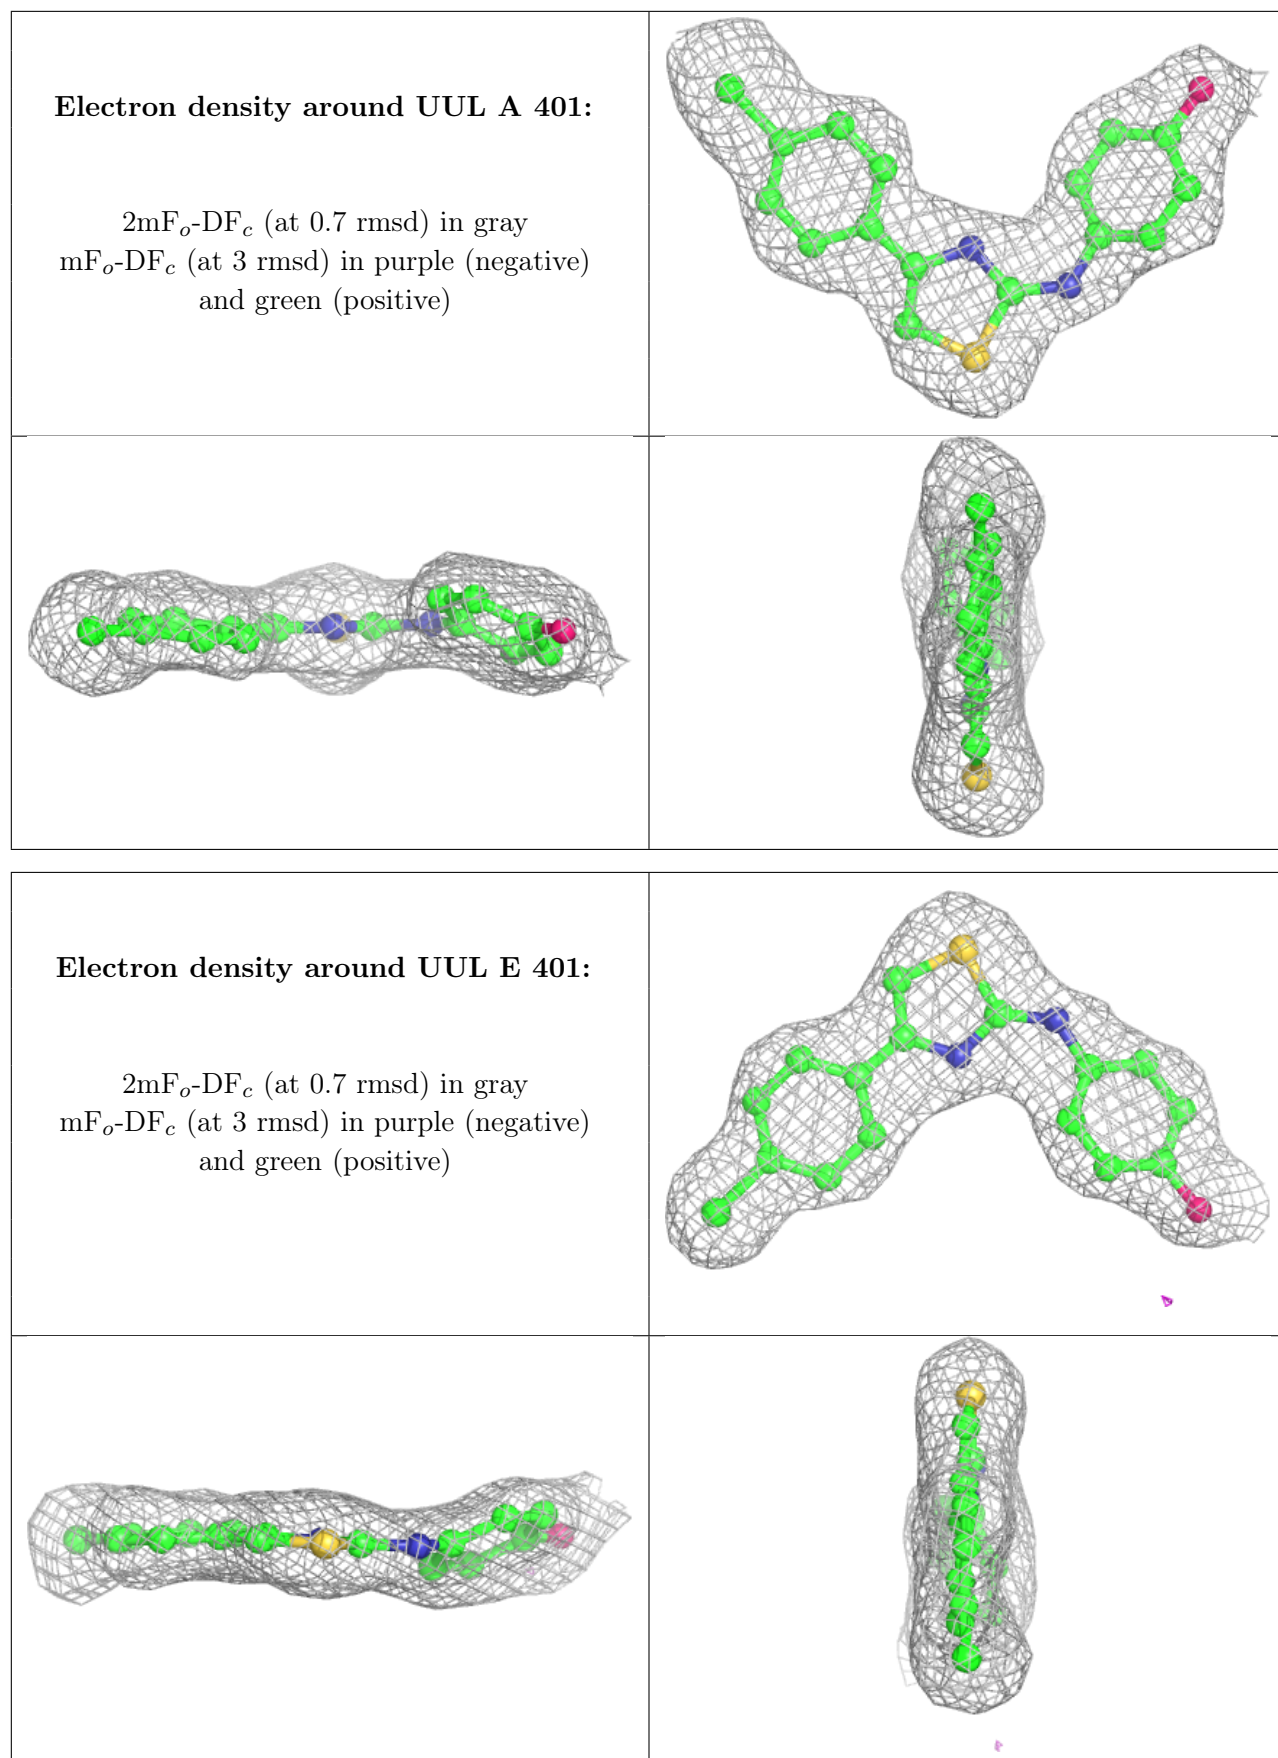 Electron density around UUL A 401:
2mFo-DFc (at 0.7 rmsd) in gray
mFo-DFc (at 3 rmsd) in purple (negative)
and green (positive)
Electron density around UUL E 401:
2mFo-DFc (at 0.7 rmsd) in gray
mFo-DFc (at 3 rmsd) in purple (negative)
and green (positive)